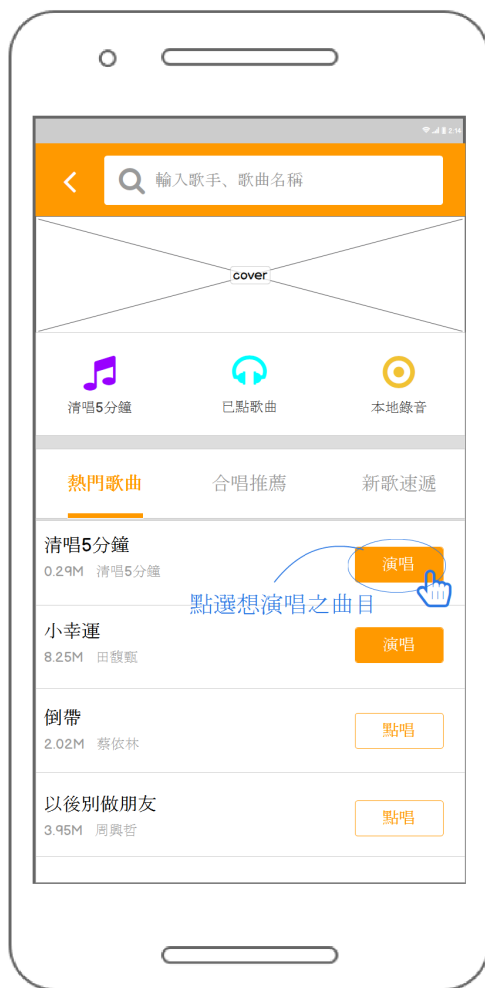 2:14
輸入歌手、歌曲名稱
cover
清唱5分鐘 已點歌曲 本地錄音
熱門歌曲 合唱推薦 新歌速遞
清唱5分鐘
0.29M 清唱5分鐘
演唱
點選想演唱之曲目
小幸運
8.25M 田馥甄
演唱
倒帶
2.02M 蔡依林
點唱
以後別做朋友
3.95M 周興哲
點唱